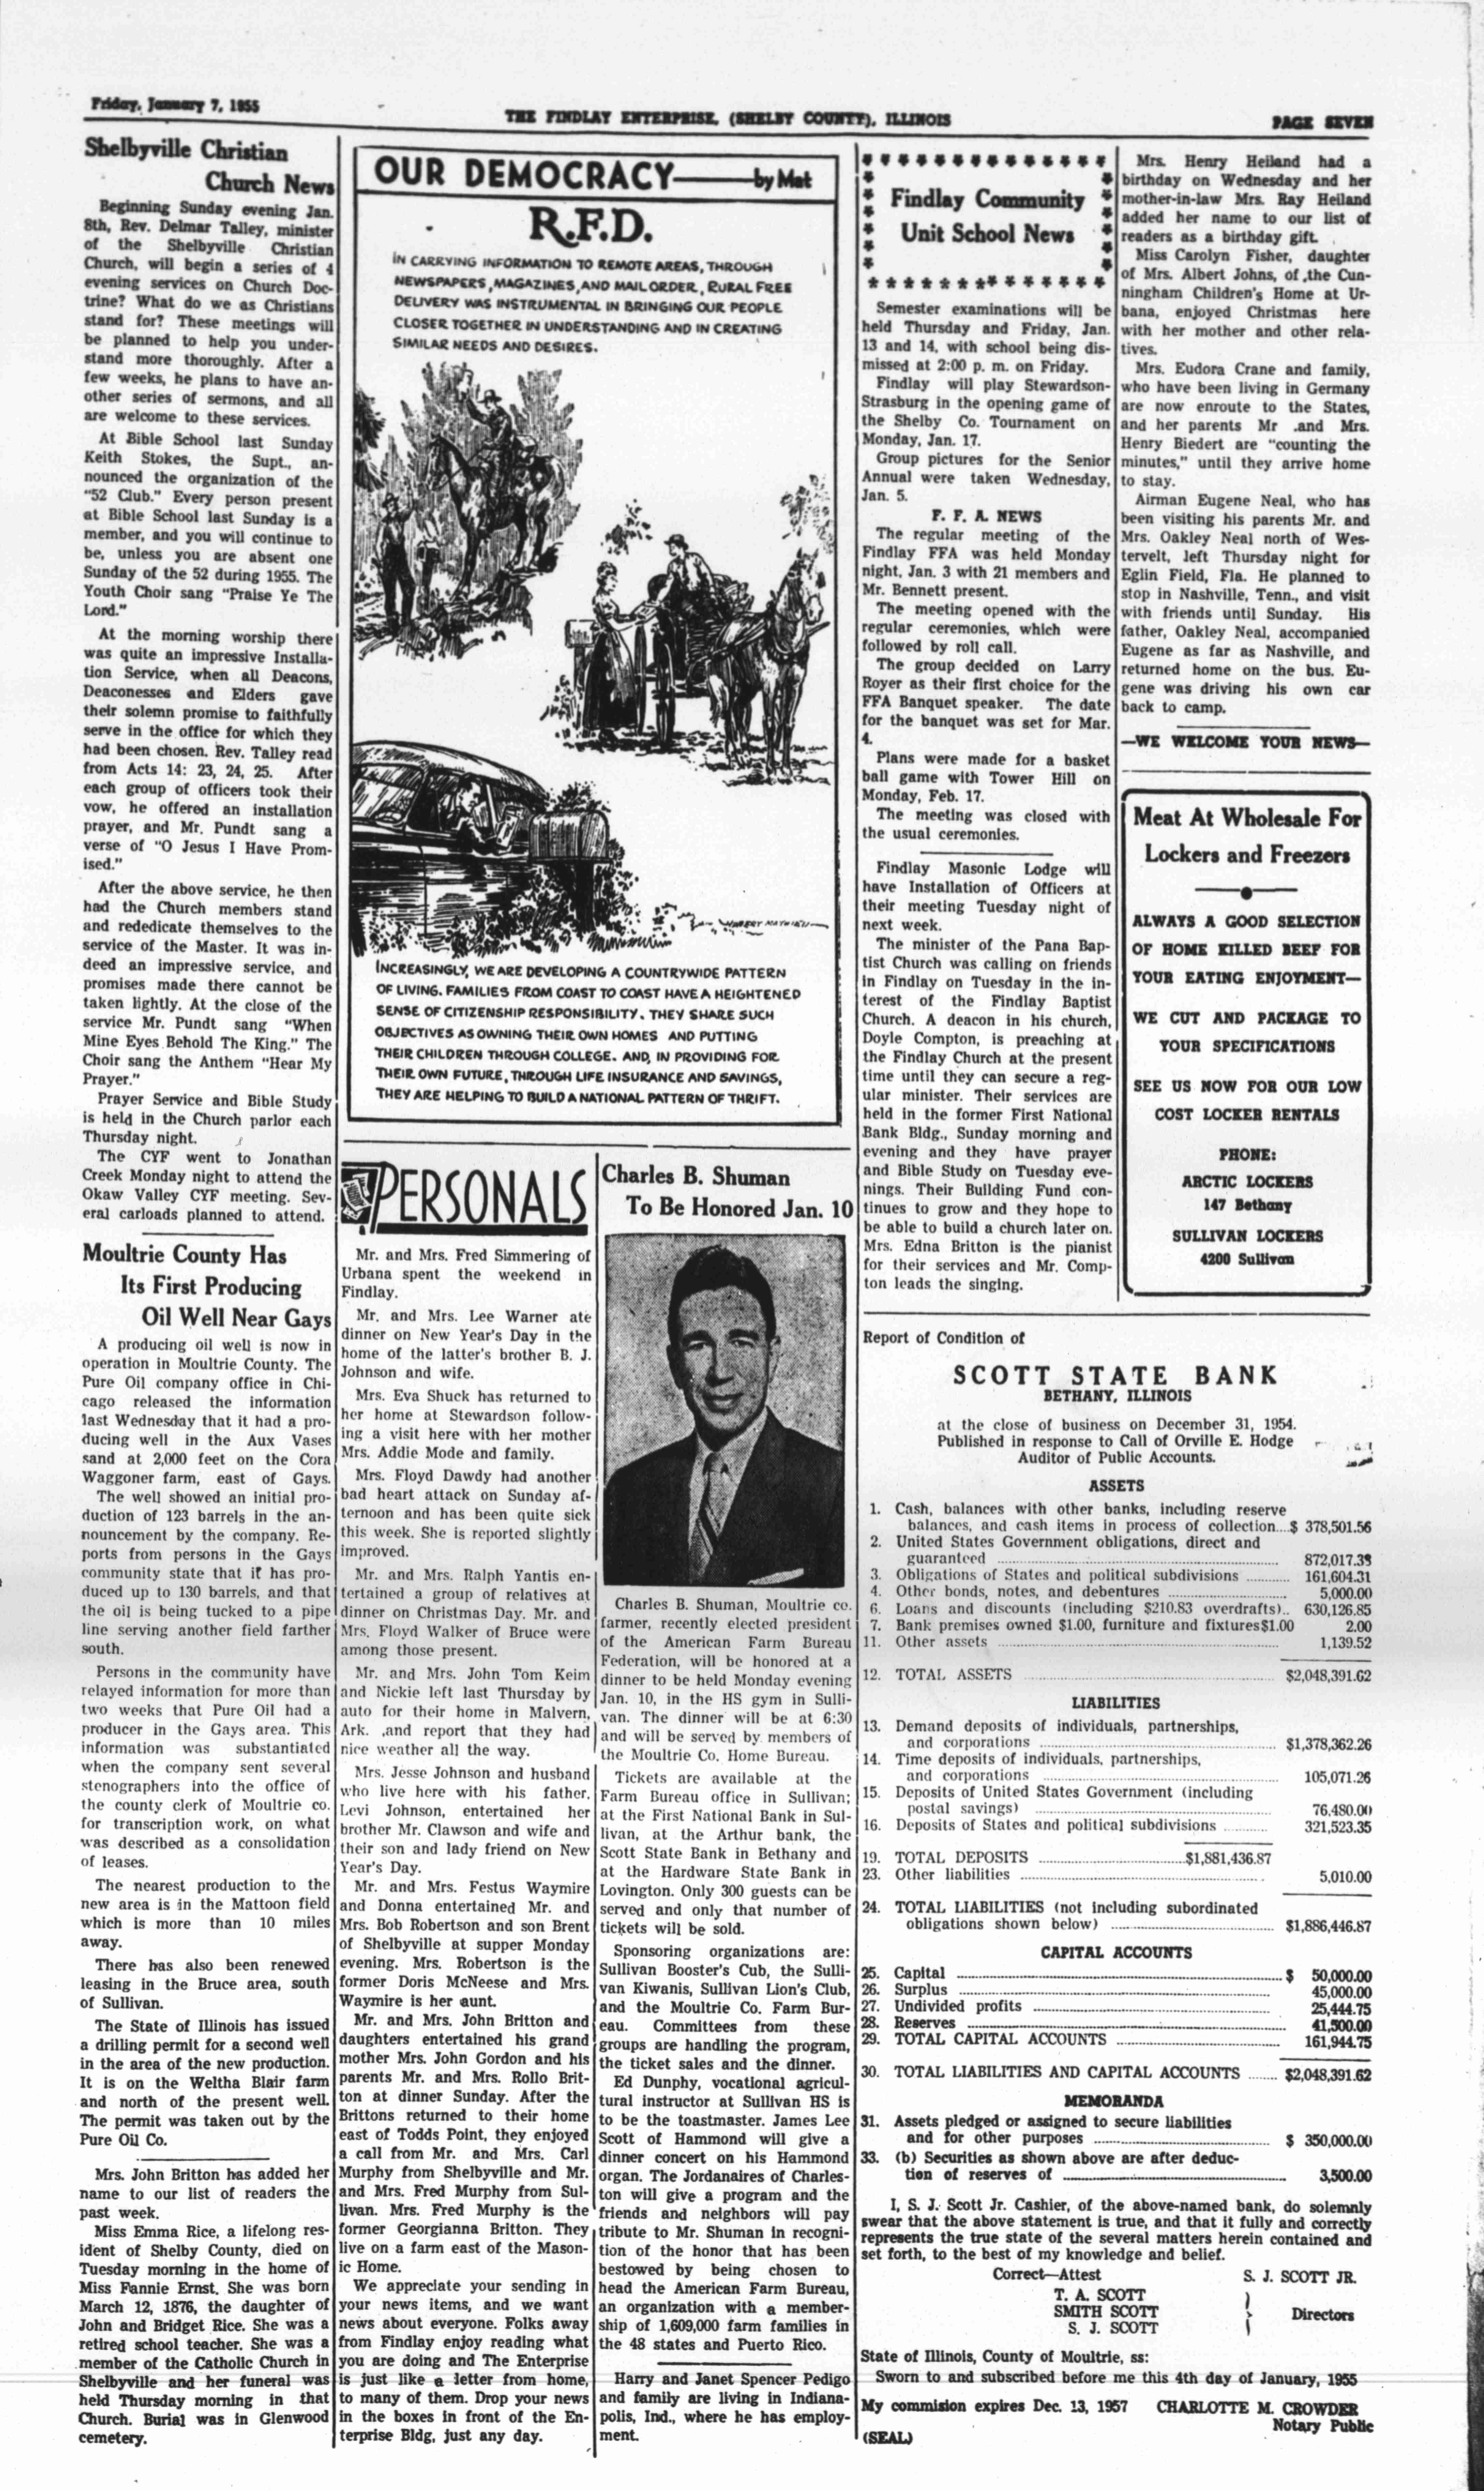 Friday, January 7, 1955
THE FINDLAY ENTERPRISE, (SHELBY COUNTY), ILLINOIS
PAGE SEVEN
Shelbyville Christian
Church News
Beginning Sunday evening Jan.
8th, Rev. Delmar Talley, minister
of the Shelbyville Christian
Church, will begin a series of 4
evening services on Church Doc-
trine? What do we as Christians
stand for? These meetings will
be planned to help you under-
stand more thoroughly. After a
few weeks, he plans to have an-
other series of sermons, and all
are welcome to these services.
At Bible School last Sunday
Keith Stokes, the Supt., an-
nounced the organization of the
"52 Club." Every person present
at Bible School last Sunday is a
member, and you will continue to
be, unless you are absent one
Sunday of the 52 during 1955. The
Youth Choir sang "Praise Ye The
Lord."
At the morning worship there
was quite an impressive Installa-
tion Service, when all Deacons,
Deaconesses and Elders gave
their solemn promise to faithfully
serve in the office for which they
had been chosen. Rev. Talley read
from Acts 14: 23, 24, 25. After
each group of officers took their
vow, he offered an installation
prayer, and Mr. Pundt sang a
verse of "O Jesus I Have Prom-
ised."
After the above service, he then
had the Church members stand
and rededicate themselves to the
service of the Master. It was in-
deed an impressive service, and
promises made there cannot be
taken lightly. At the close of the
service Mr. Pundt sang "When
Mine Eyes Behold The King." The
Choir sang the Anthem "Hear My
Prayer."
Prayer Service and Bible Study
is held in the Church parlor each
Thursday night.
The CYF went to Jonathan
Creek Monday night to attend the
Okaw Valley CYF meeting. Sev-
eral carloads planned to attend.
Moultrie County Has
Its First Producing
Oil Well Near Gays
A producing oil well is now in
operation in Moultrie County. The
Pure Oil company office in Chi-
cago released the information
last Wednesday that it had a pro-
ducing well in the Aux Vases
sand at 2,000 feet on the Cora
Waggoner farm, east of Gays.
The well showed an initial pro-
duction of 123 barrels in the an-
nouncement by the company. Re-
ports from persons in the Gays
community state that it has pro-
duced up to 130 barrels, and that
the oil is being tucked to a pipe
line serving another field farther
south.
Persons in the community have
relayed information for more than
two weeks that Pure Oil had a
producer in the Gays area. This
information was substantiated
when the company sent several
stenographers into the office of
the county clerk of Moultrie co.
for transcription work, on what
was described as a consolidation
of leases.
The nearest production to the
new area is in the Mattoon field
which is more than 10 miles
away.
There has also been renewed
leasing in the Bruce area, south
of Sullivan.
The State of Illinois has issued
a drilling permit for a second well
in the area of the new production.
It is on the Weltha Blair farm
and north of the present well.
The permit was taken out by the
Pure Oil Co.
Mrs. John Britton has added her
name to our list of readers the
past week.
Miss Emma Rice, a lifelong res-
ident of Shelby County, died on
Tuesday morning in the home of
Miss Fannie Ernst. She was born
March 12, 1876, the daughter of
John and Bridget Rice. She was a
retired school teacher. She was a
member of the Catholic Church in
Shelbyville and her funeral was
held Thursday morning in that
Church. Burial was in Glenwood
cemetery.
OUR DEMOCRACY — by Mat
R.F.D.
IN CARRYING INFORMATION TO REMOTE AREAS, THROUGH
NEWSPAPERS, MAGAZINES, AND MAIL ORDER, RURAL FREE
DELIVERY WAS INSTRUMENTAL IN BRINGING OUR PEOPLE
CLOSER TOGETHER IN UNDERSTANDING AND IN CREATING
SIMILAR NEEDS AND DESIRES.
INCREASINGLY, WE ARE DEVELOPING A COUNTRYWIDE PATTERN
OF LIVING. FAMILIES FROM COAST TO COAST HAVE A HEIGHTENED
SENSE OF CITIZENSHIP RESPONSIBILITY. THEY SHARE SUCH
OBJECTIVES AS OWNING THEIR OWN HOMES AND PUTTING
THEIR CHILDREN THROUGH COLLEGE. AND, IN PROVIDING FOR
THEIR OWN FUTURE, THROUGH LIFE INSURANCE AND SAVINGS,
THEY ARE HELPING TO BUILD A NATIONAL PATTERN OF THRIFT.
PERSONALS
Mr. and Mrs. Fred Simmering of
Urbana spent the weekend in
Findlay.
Mr. and Mrs. Lee Warner ate
dinner on New Year's Day in the
home of the latter's brother B. J.
Johnson and wife.
Mrs. Eva Shuck has returned to
her home at Stewardson follow-
ing a visit here with her mother
Mrs. Addie Mode and family.
Mrs. Floyd Dawdy had another
bad heart attack on Sunday af-
ternoon and has been quite sick
this week. She is reported slightly
improved.
Mr. and Mrs. Ralph Yantis en-
tertained a group of relatives at
dinner on Christmas Day. Mr. and
Mrs. Floyd Walker of Bruce were
among those present.
Mr. and Mrs. John Tom Keim
and Nickie left last Thursday by
auto for their home in Malvern,
Ark. ,and report that they had
nice weather all the way.
Mrs. Jesse Johnson and husband
who live here with his father,
Levi Johnson, entertained her
brother Mr. Clawson and wife and
their son and lady friend on New
Year's Day.
Mr. and Mrs. Festus Waymire
and Donna entertained Mr. and
Mrs. Bob Robertson and son Brent
of Shelbyville at supper Monday
evening. Mrs. Robertson is the
former Doris McNeese and Mrs.
Waymire is her aunt.
Mr. and Mrs. John Britton and
daughters entertained his grand
mother Mrs. John Gordon and his
parents Mr. and Mrs. Rollo Brit-
ton at dinner Sunday. After the
Brittons returned to their home
east of Todds Point, they enjoyed
a call from Mr. and Mrs. Carl
Murphy from Shelbyville and Mr.
and Mrs. Fred Murphy from Sul-
livan. Mrs. Fred Murphy is the
former Georgianna Britton. They
live on a farm east of the Mason-
ic Home.
We appreciate your sending in
your news items, and we want
news about everyone. Folks away
from Findlay enjoy reading what
you are doing and The Enterprise
is just like a letter from home,
to many of them. Drop your news
in the boxes in front of the En-
terprise Bldg, just any day.
Charles B. Shuman
To Be Honored Jan. 10
Charles B. Shuman, Moultrie co.
farmer, recently elected president
of the American Farm Bureau
Federation, will be honored at a
dinner to be held Monday evening
Jan. 10, in the HS gym in Sulli-
van. The dinner will be at 6:30
and will be served by members of
the Moultrie Co. Home Bureau.
Tickets are available at the
Farm Bureau office in Sullivan;
at the First National Bank in Sul-
livan, at the Arthur bank, the
Scott State Bank in Bethany and
at the Hardware State Bank in
Lovington. Only 300 guests can be
served and only that number of
tickets will be sold.
Sponsoring organizations are:
Sullivan Booster's Cub, the Sulli-
van Kiwanis, Sullivan Lion's Club,
and the Moultrie Co. Farm Bur-
eau. Committees from these
groups are handling the program,
the ticket sales and the dinner.
Ed Dunphy, vocational agricul-
tural instructor at Sullivan HS is
to be the toastmaster. James Lee
Scott of Hammond will give a
dinner concert on his Hammond
organ. The Jordanaires of Charles-
ton will give a program and the
friends and neighbors will pay
tribute to Mr. Shuman in recogni-
tion of the honor that has been
bestowed by being chosen to
head the American Farm Bureau,
an organization with a member-
ship of 1,609,000 farm families in
the 48 states and Puerto Rico.
Harry and Janet Spencer Pedigo
and family are living in Indiana-
polis, Ind., where he has employ-
ment.
Findlay Community
Unit School News
Semester examinations will be
held Thursday and Friday, Jan.
13 and 14, with school being dis-
missed at 2:00 p. m. on Friday.
Findlay will play Stewardson-
Strasburg in the opening game of
the Shelby Co. Tournament on
Monday, Jan. 17.
Group pictures for the Senior
Annual were taken Wednesday,
Jan. 5.
F. F. A. NEWS
The regular meeting of the
Findlay FFA was held Monday
night, Jan. 3 with 21 members and
Mr. Bennett present.
The meeting opened with the
regular ceremonies, which were
followed by roll call.
The group decided on Larry
Royer as their first choice for the
FFA Banquet speaker. The date
for the banquet was set for Mar.
4.
Plans were made for a basket
ball game with Tower Hill on
Monday, Feb. 17.
The meeting was closed with
the usual ceremonies.
Findlay Masonic Lodge will
have Installation of Officers at
their meeting Tuesday night of
next week.
The minister of the Pana Bap-
tist Church was calling on friends
in Findlay on Tuesday in the in-
terest of the Findlay Baptist
Church. A deacon in his church,
Doyle Compton, is preaching at
the Findlay Church at the present
time until they can secure a reg-
ular minister. Their services are
held in the former First National
Bank Bldg., Sunday morning and
evening and they have prayer
and Bible Study on Tuesday eve-
nings. Their Building Fund con-
tinues to grow and they hope to
be able to build a church later on.
Mrs. Edna Britton is the pianist
for their services and Mr. Comp-
ton leads the singing.
Mrs. Henry Heiland had a
birthday on Wednesday and her
mother-in-law Mrs. Ray Heiland
added her name to our list of
readers as a birthday gift.
Miss Carolyn Fisher, daughter
of Mrs. Albert Johns, of ,the Cun-
ningham Children's Home at Ur-
bana, enjoyed Christmas here
with her mother and other rela-
tives.
Mrs. Eudora Crane and family,
who have been living in Germany
are now enroute to the States,
and her parents Mr .and Mrs.
Henry Biedert are "counting the
minutes," until they arrive home
to stay.
Airman Eugene Neal, who has
been visiting his parents Mr. and
Mrs. Oakley Neal north of Wes-
tervelt, left Thursday night for
Eglin Field, Fla. He planned to
stop in Nashville, Tenn., and visit
with friends until Sunday. His
father, Oakley Neal, accompanied
Eugene as far as Nashville, and
returned home on the bus. Eu-
gene was driving his own car
back to camp.
—WE WELCOME YOUR NEWS—
Meat At Wholesale For
Lockers and Freezers
ALWAYS A GOOD SELECTION
OF HOME KILLED BEEF FOR
YOUR EATING ENJOYMENT—
WE CUT AND PACKAGE TO
YOUR SPECIFICATIONS
SEE US NOW FOR OUR LOW
COST LOCKER RENTALS
PHONE:
ARCTIC LOCKERS
147 Bethany
SULLIVAN LOCKERS
4200 Sullivan
Report of Condition of
SCOTT STATE BANK
BETHANY, ILLINOIS
at the close of business on December 31, 1954.
Published in response to Call of Orville E. Hodge
Auditor of Public Accounts.
ASSETS
1. Cash, balances with other banks, including reserve
balances, and cash items in process of collection....$ 378,501.56
2. United States Government obligations, direct and
guaranteed ........ 872,017.38
3. Obligations of States and political subdivisions ........ 161,604.31
4. Other bonds, notes, and debentures ........ 5,000.00
6. Loans and discounts (including $210.83 overdrafts).. 630,126.85
7. Bank premises owned $1.00, furniture and fixtures$1.00 2.00
11. Other assets ........ 1,139.52
12. TOTAL ASSETS ........ $2,048,391.62
LIABILITIES
13. Demand deposits of individuals, partnerships,
and corporations ........ $1,378,362.26
14. Time deposits of individuals, partnerships,
and corporations ........ 105,071.26
15. Deposits of United States Government (including
postal savings) ........ 76,480.00
16. Deposits of States and political subdivisions ........ 321,523.35
19. TOTAL DEPOSITS ........$1,881,436.87
23. Other liabilities ........ 5,010.00
24. TOTAL LIABILITIES (not including subordinated
obligations shown below) ........ $1,886,446.87
CAPITAL ACCOUNTS
25. Capital ........ $ 50,000.00
26. Surplus ........ 45,000.00
27. Undivided profits ........ 25,444.75
28. Reserves ........ 41,500.00
29. TOTAL CAPITAL ACCOUNTS ........ 161,944.75
30. TOTAL LIABILITIES AND CAPITAL ACCOUNTS ....... $2,048,391.62
MEMORANDA
31. Assets pledged or assigned to secure liabilities
and for other purposes ........ $ 350,000.00
33. (b) Securities as shown above are after deduc-
tion of reserves of ........ 3,500.00
I, S. J. Scott Jr. Cashier, of the above-named bank, do solemnly
swear that the above statement is true, and that it fully and correctly
represents the true state of the several matters herein contained and
set forth, to the best of my knowledge and belief.
Correct—Attest S. J. SCOTT JR.
T. A. SCOTT
SMITH SCOTT Directors
S. J. SCOTT
State of Illinois, County of Moultrie, ss:
Sworn to and subscribed before me this 4th day of January, 1955
My commision expires Dec. 13, 1957 CHARLOTTE M. CROWDER
Notary Public
(SEAL)